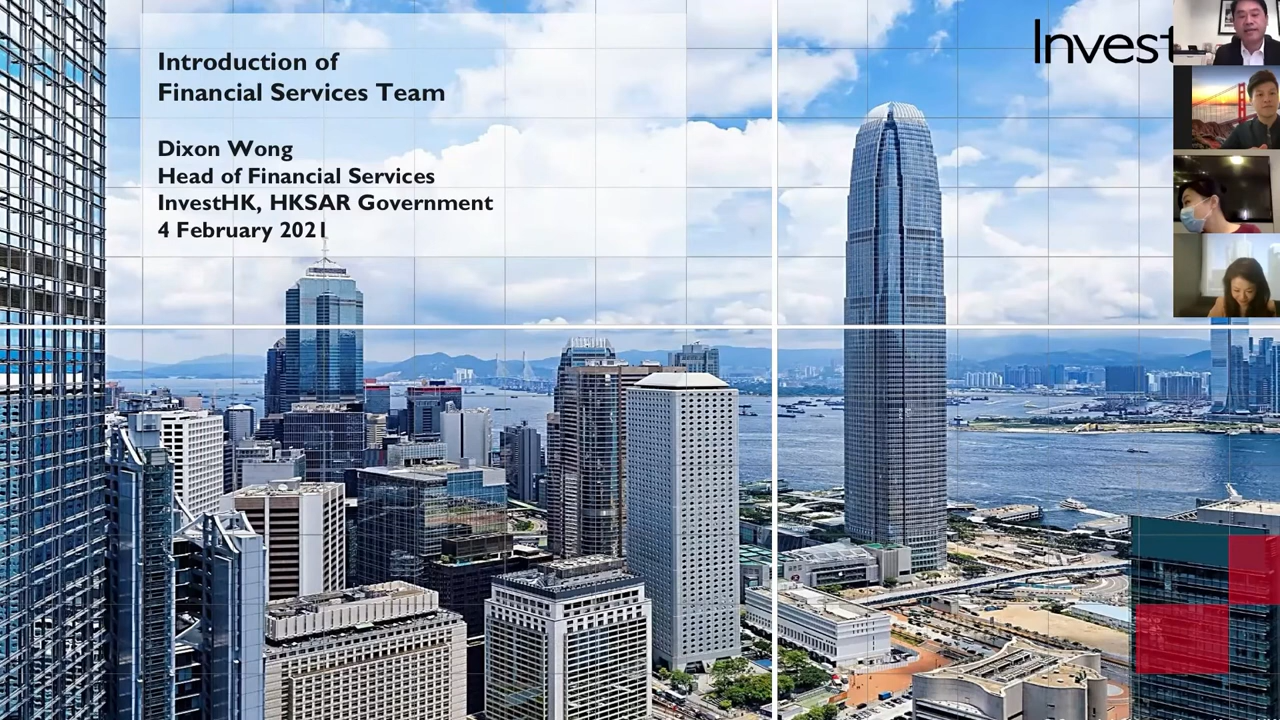 Introduction of
Financial Services Team
Dixon Wong
Head of Financial Services
InvestHK, HKSAR Government
4 February 2021
Invest